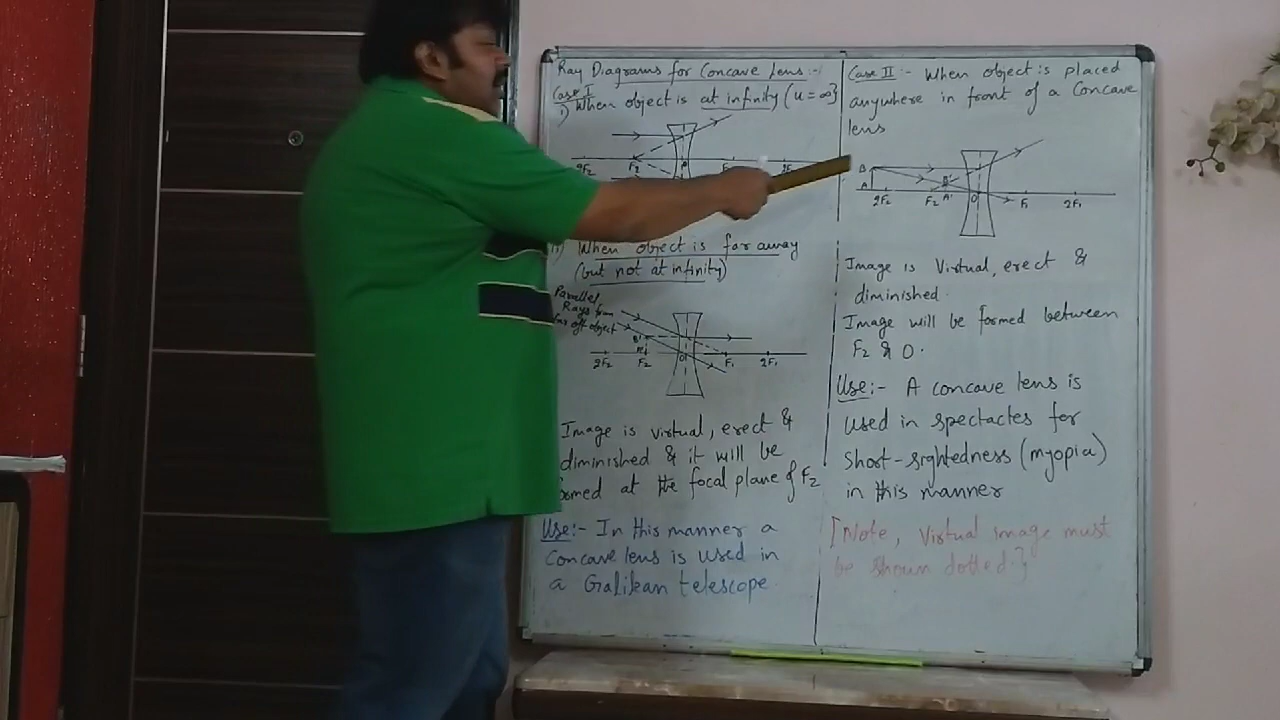 Ray Diagrams for Concave Lens:-
Case I
i) When object is at infinity (u = ∞}
2F₂ F₂ F₁ 2F₁
ii) When object is far away
(but not at infinity)
Parallel
Rays from
far off object
B'
A'
O
2F₂ F₂ F₁ 2F₁
Image is virtual, erect &
diminished & it will be
formed at the focal plane of F₂
Use:- In this manner a
Concave lens is used in
a Galilean telescope
Case II :- When object is placed
anywhere in front of a Concave
lens
B B'
A
2F₂ F₂ A' O F₁ 2F₁
Image is Virtual, erect &
diminished.
Image will be formed between
F₂ & O.
Use:- A concave lens is
used in spectacles for
Short-sightedness (myopia)
in this manner
[Note, Virtual image must
be shown dotted.}